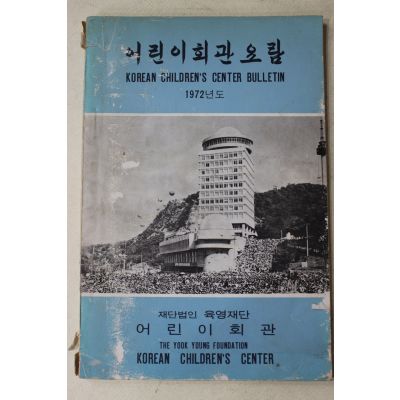 어린이회관요람
KOREAN CHILDREN'S CENTER BULLETIN
1972년도
재단법인 육영재단
어린이회관
THE YOOK YOUNG FOUNDATION
KOREAN CHILDREN'S CENTER